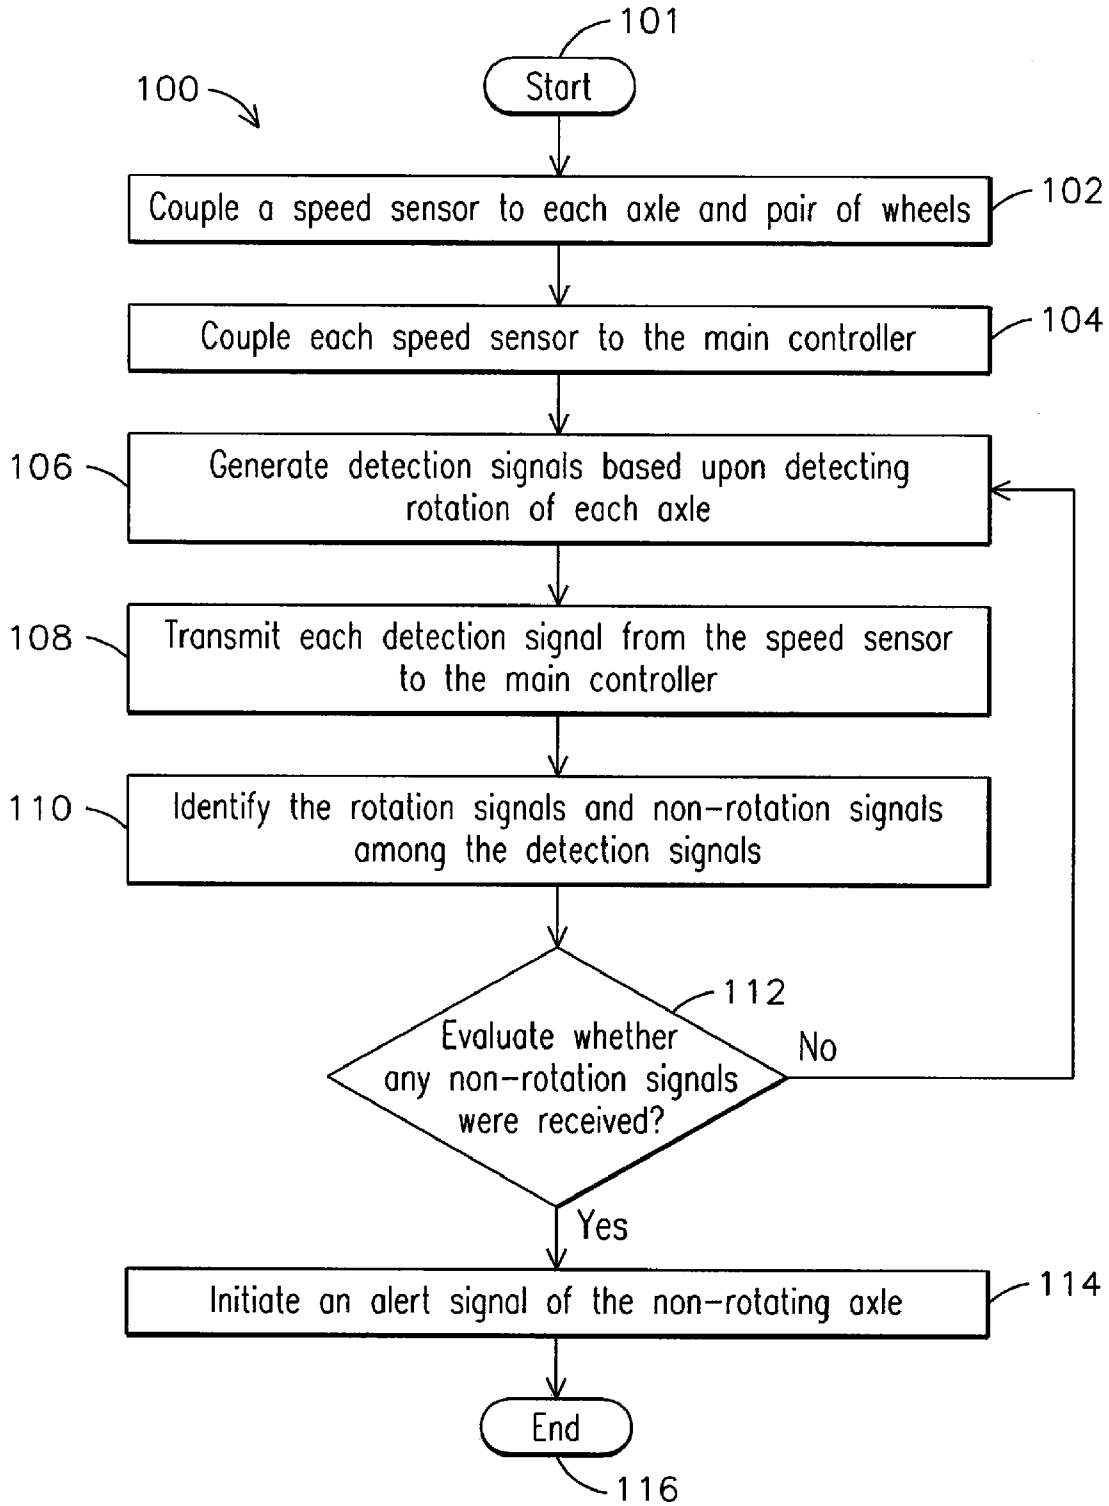 101
Start
100
102
Couple a speed sensor to each axle and pair of wheels
104
Couple each speed sensor to the main controller
106
Generate detection signals based upon detecting
rotation of each axle
108
Transmit each detection signal from the speed sensor
to the main controller
110
Identify the rotation signals and non-rotation signals
among the detection signals
112
Evaluate whether
any non-rotation signals
were received?
No
Yes
114
Initiate an alert signal of the non-rotating axle
End
116